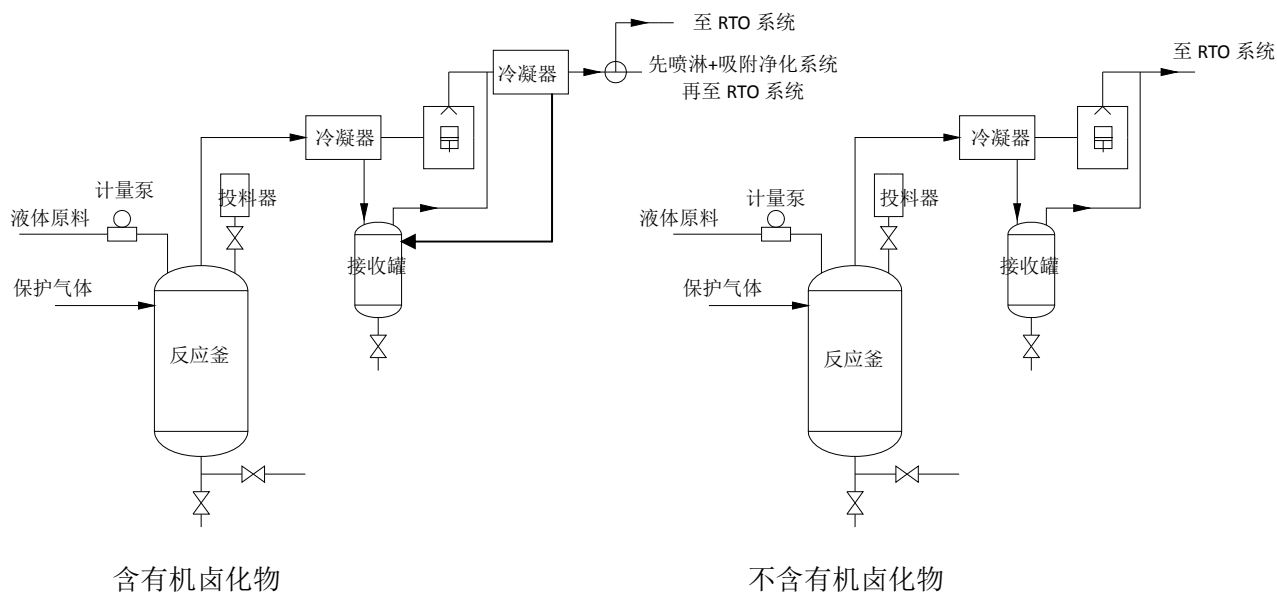 至 RTO 系统
冷凝器
先喷淋+吸附净化系统
再至 RTO 系统
冷凝器
计量泵
投料器
液体原料
接收罐
保护气体
反应釜
含有机卤化物
至 RTO 系统
冷凝器
计量泵
投料器
液体原料
接收罐
保护气体
反应釜
不含有机卤化物